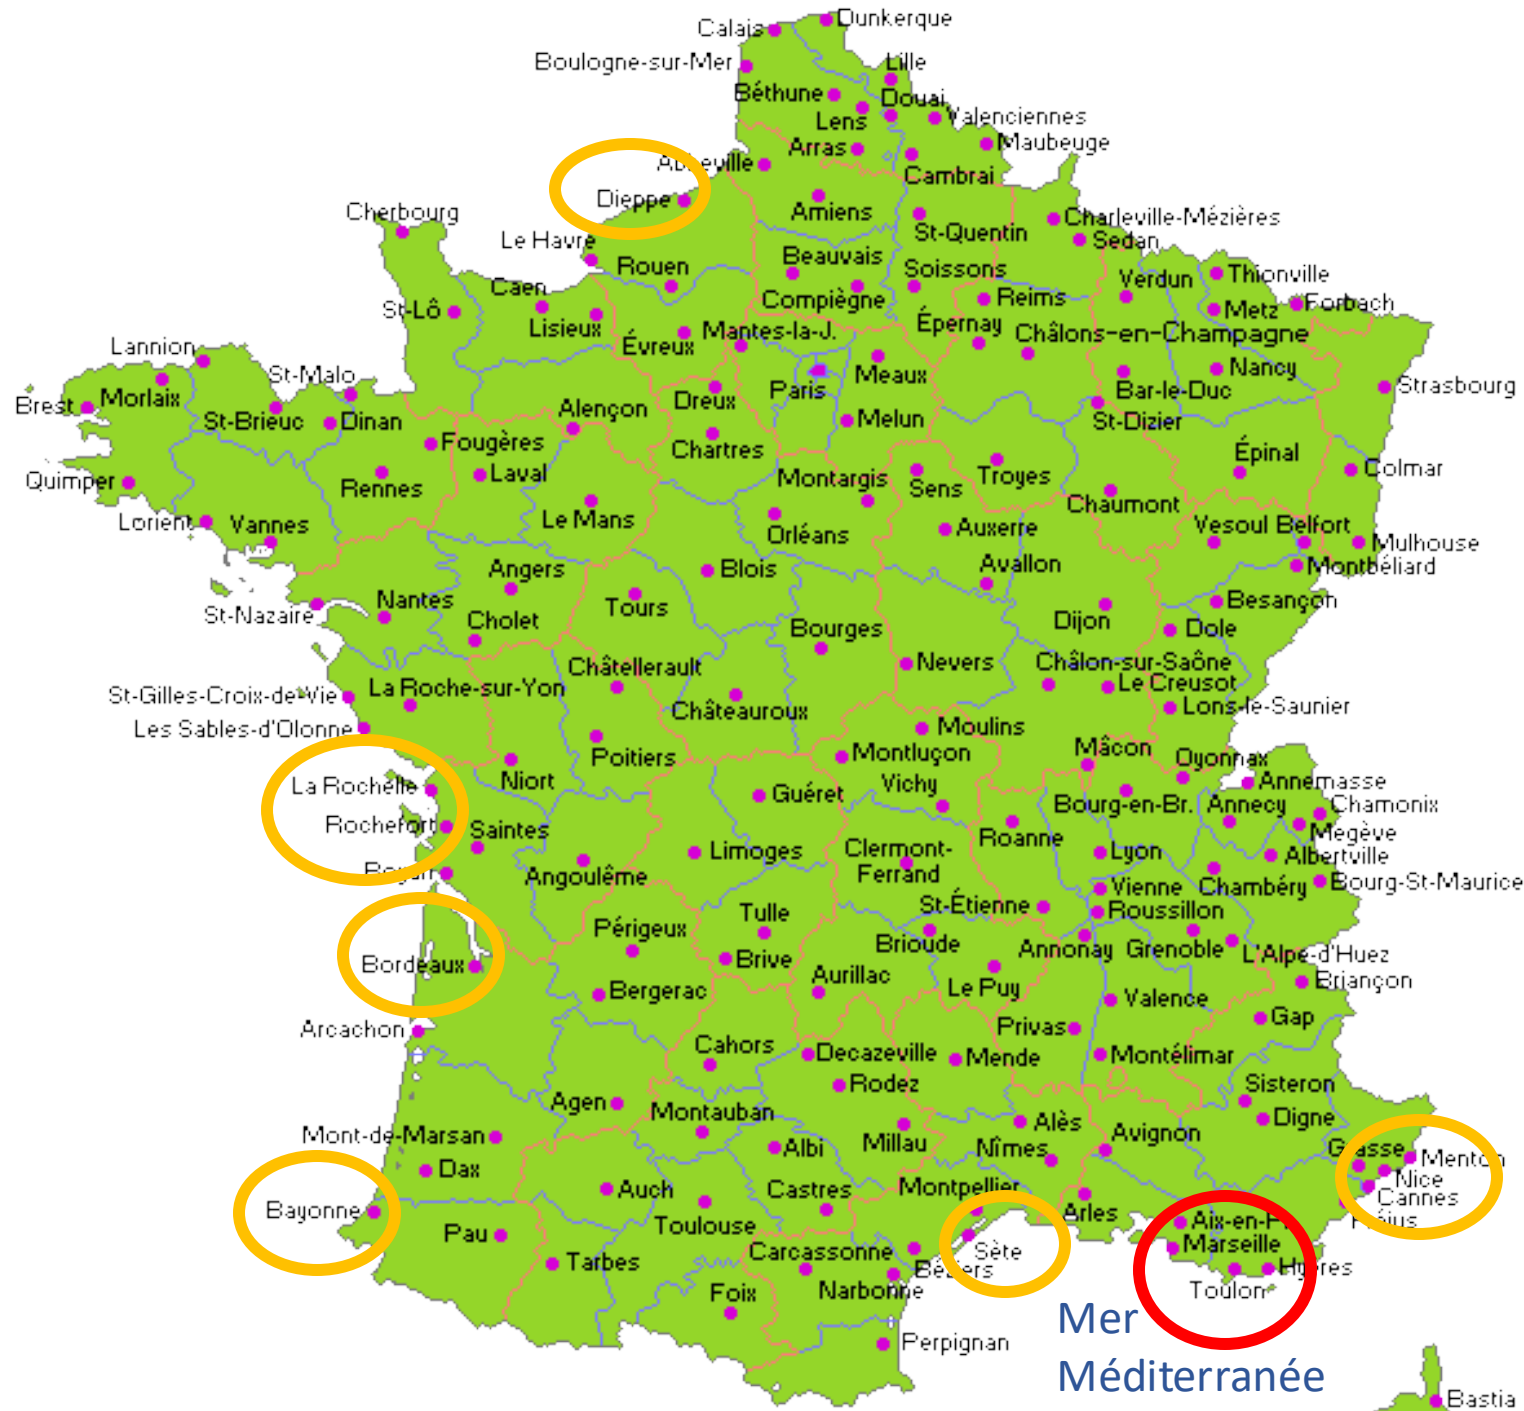 Dunkerque
Calais
Boulogne-sur-Mer
Lille
Béthune
Douai
Lens
Valenciennes
Maubeuge
Arras
Abbeville
Cambrai
Dieppe
Amiens
Cherbourg
Charleville-Mézières
St-Quentin
Sedan
Le Havre
Rouen
Beauvais
Soissons
Verdun
Thionville
Caen
Compiègne
Reims
Metz
Forbach
St-Lô
Lisieux
Épernay
Évreux
Mantes-la-J.
Châlons-en-Champagne
Lannion
St-Malo
Paris
Meaux
Nancy
Morlaix
Bar-le-Duc
Strasbourg
Brest
Dreux
St-Brieuc
Dinan
Alençon
Melun
St-Dizier
Fougères
Chartres
Épinal
Quimper
Laval
Rennes
Montargis
Sens
Troyes
Colmar
Chaumont
Lorient
Vannes
Le Mans
Orléans
Auxerre
Vesoul
Belfort
Mulhouse
Montbéliard
Angers
Blois
Avallon
St-Nazaire
Nantes
Cholet
Tours
Bourges
Dijon
Besançon
Dole
Châtellerault
Nevers
Châlon-sur-Saône
St-Gilles-Croix-de-Vie
La Roche-sur-Yon
Le Creusot
Châteauroux
Lons-le-Saunier
Les Sables-d'Olonne
Moulins
Poitiers
Montluçon
Mâcon
Oyonnax
La Rochelle
Niort
Guéret
Vichy
Annemasse
Bourg-en-Br.
Annecy
Chamonix
Rochefort
Saintes
Roanne
Megève
Limoges
Clermont-
Ferrand
Lyon
Albertville
Royan
Angoulême
Vienne
Chambéry
Bourg-St-Maurice
St-Étienne
Roussillon
Tulle
Périgeux
Brioude
Annonay
Grenoble
L'Alpe-d'Huez
Bordeaux
Brive
Aurillac
Le Puy
Briançon
Bergerac
Valence
Arcachon
Privas
Gap
Cahors
Decazeville
Mende
Montélimar
Rodez
Sisteron
Agen
Montauban
Digne
Mont-de-Marsan
Albi
Millau
Alès
Avignon
Nîmes
Grasse
Menton
Dax
Nice
Auch
Castres
Montpellier
Cannes
Bayonne
Toulouse
Arles
Fréjus
Pau
Aix-en-P.
Carcassonne
Sète
Marseille
Tarbes
Béziers
Hyères
Foix
Narbonne
Toulon
Mer
Méditerranée
Perpignan
Bastia